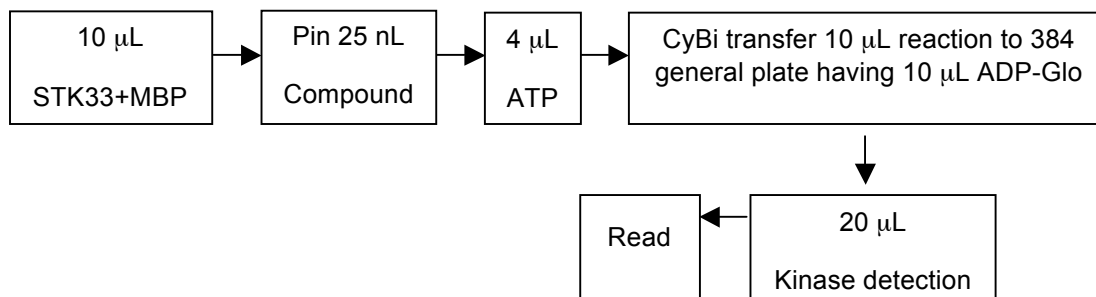 10 μL
STK33+MBP
Pin 25 nL
Compound
4 μL
ATP
CyBi transfer 10 μL reaction to 384
general plate having 10 μL ADP-Glo
20 μL
Kinase detection
Read